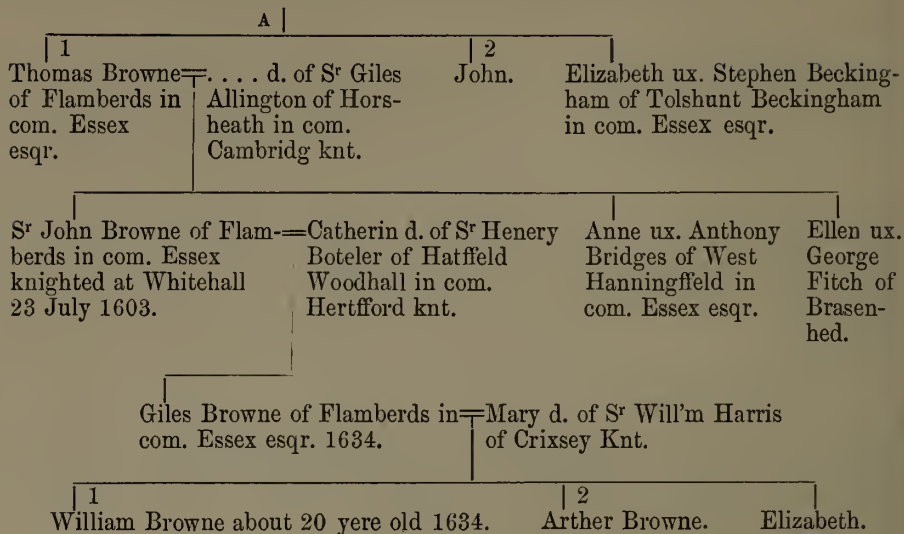 A
1
Thomas Browne
of Flamberds in
com. Essex
esqr.
. . . . d. of Sʳ Giles
Allington of Hors-
heath in com.
Cambridg knt.
2
John.
Elizabeth ux. Stephen Becking-
ham of Tolshunt Beckingham
in com. Essex esqr.
Sʳ John Browne of Flam-
berds in com. Essex
knighted at Whitehall
23 July 1603.
Catherin d. of Sʳ Henery
Boteler of Hatffeld
Woodhall in com.
Hertfford knt.
Anne ux. Anthony
Bridges of West
Hanningffeld in
com. Essex esqr.
Ellen ux.
George
Fitch of
Brasen-
hed.
Giles Browne of Flamberds in
com. Essex esqr. 1634.
Mary d. of Sʳ Will'm Harris
of Crixsey Knt.
1
William Browne about 20 yere old 1634.
2
Arther Browne.
Elizabeth.